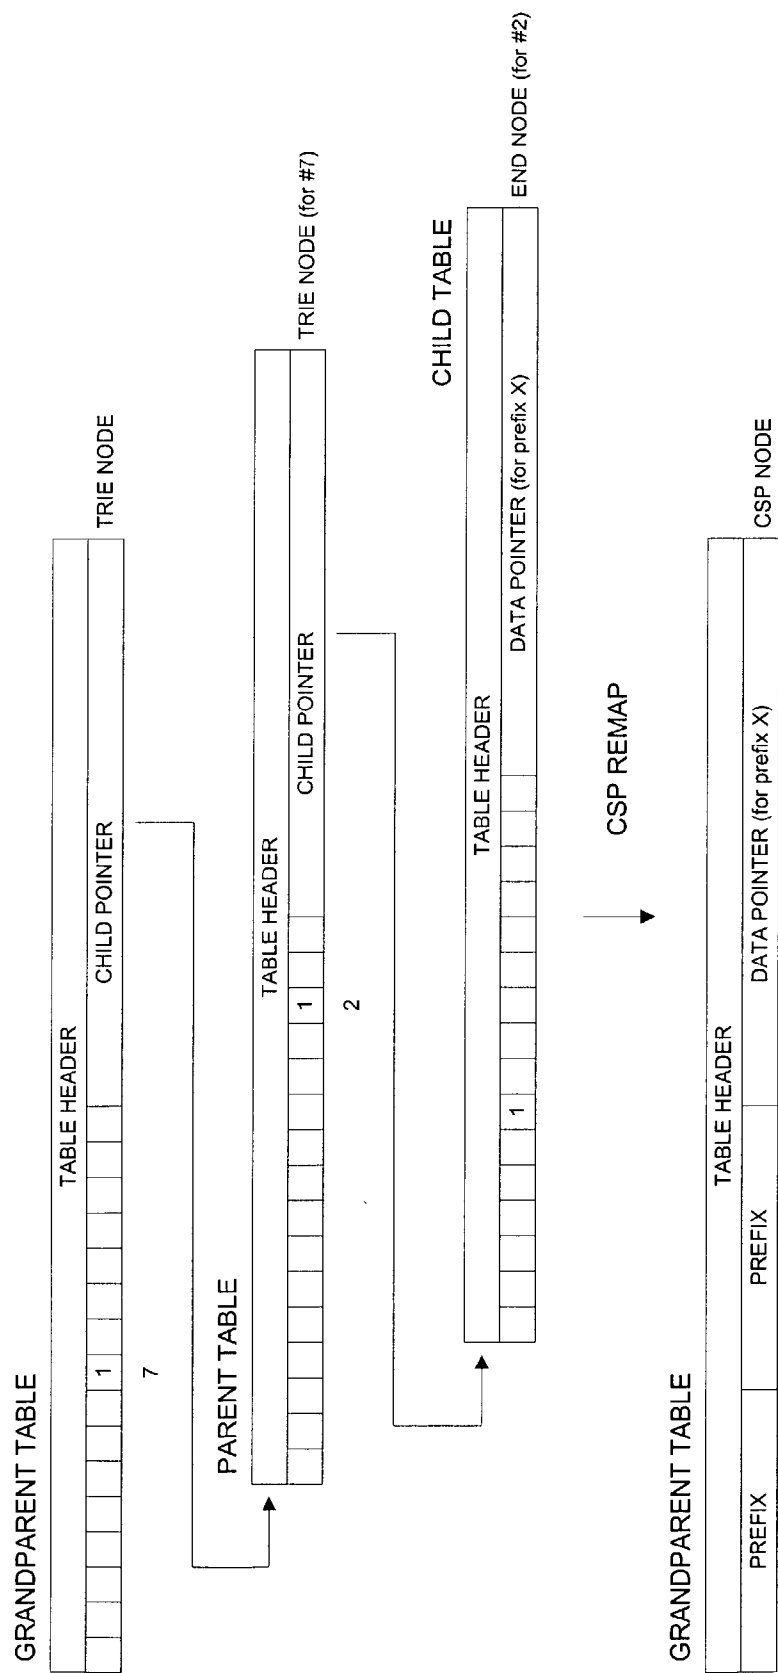 GRANDPARENT TABLE
TABLE HEADER
1
CHILD POINTER
TRIE NODE
7
PARENT TABLE
TABLE HEADER
1
CHILD POINTER
TRIE NODE (for #7)
2
CHILD TABLE
TABLE HEADER
1
DATA POINTER (for prefix X)
END NODE (for #2)
CSP REMAP
GRANDPARENT TABLE
TABLE HEADER
PREFIX
PREFIX
DATA POINTER (for prefix X)
CSP NODE